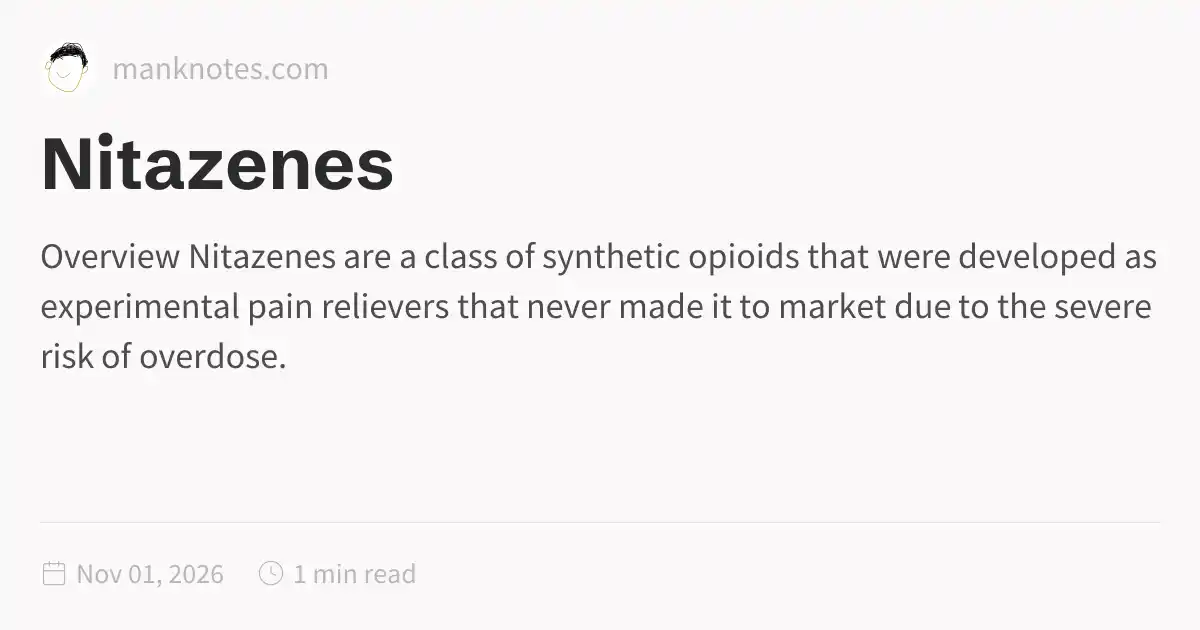 manknotes.com
Nitazenes
Overview Nitazenes are a class of synthetic opioids that were developed as
experimental pain relievers that never made it to market due to the severe
risk of overdose.
Nov 01, 2026 1 min read